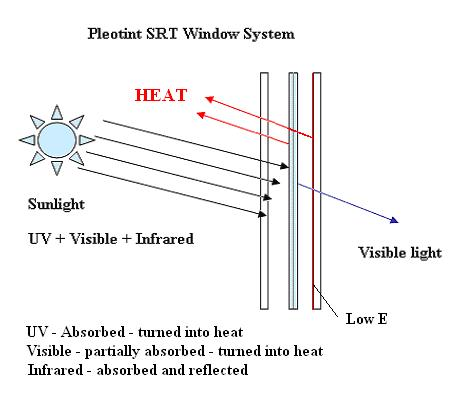 Pleotint SRT Window System
HEAT
Sunlight
UV + Visible + Infrared
Visible light
Low E
UV - Absorbed - turned into heat
Visible - partially absorbed - turned into heat
Infrared - absorbed and reflected